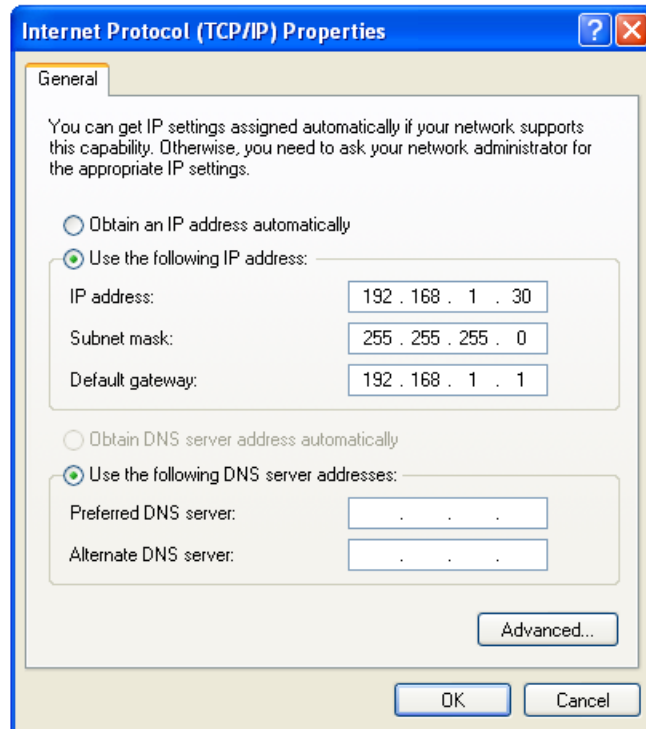 Internet Protocol (TCP/IP) Properties
General
You can get IP settings assigned automatically if your network supports
this capability. Otherwise, you need to ask your network administrator for
the appropriate IP settings.
Obtain an IP address automatically
Use the following IP address:
IP address: 192 . 168 . 1 . 30
Subnet mask: 255 . 255 . 255 . 0
Default gateway: 192 . 168 . 1 . 1
Obtain DNS server address automatically
Use the following DNS server addresses:
Preferred DNS server: . . .
Alternate DNS server: . . .
Advanced...
OK Cancel